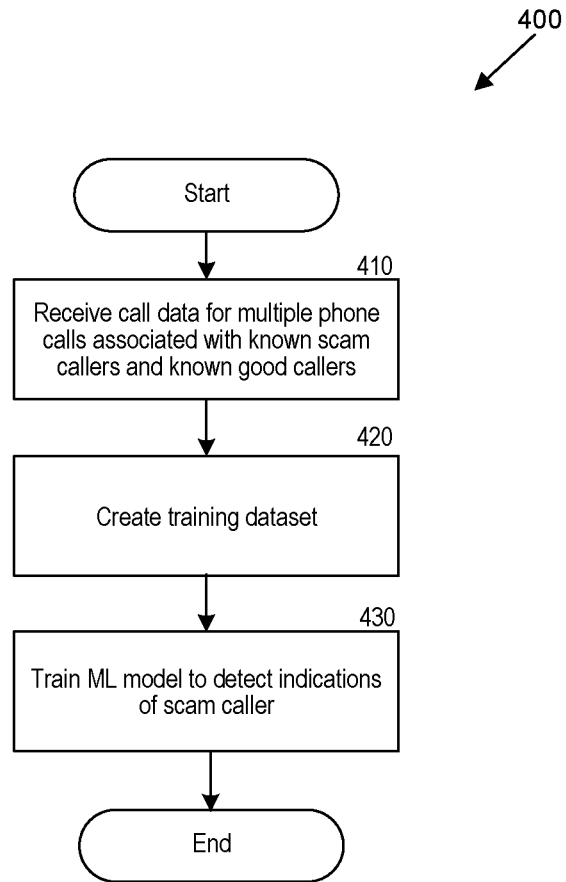 400
Start
410
Receive call data for multiple phone
calls associated with known scam
callers and known good callers
420
Create training dataset
430
Train ML model to detect indications
of scam caller
End